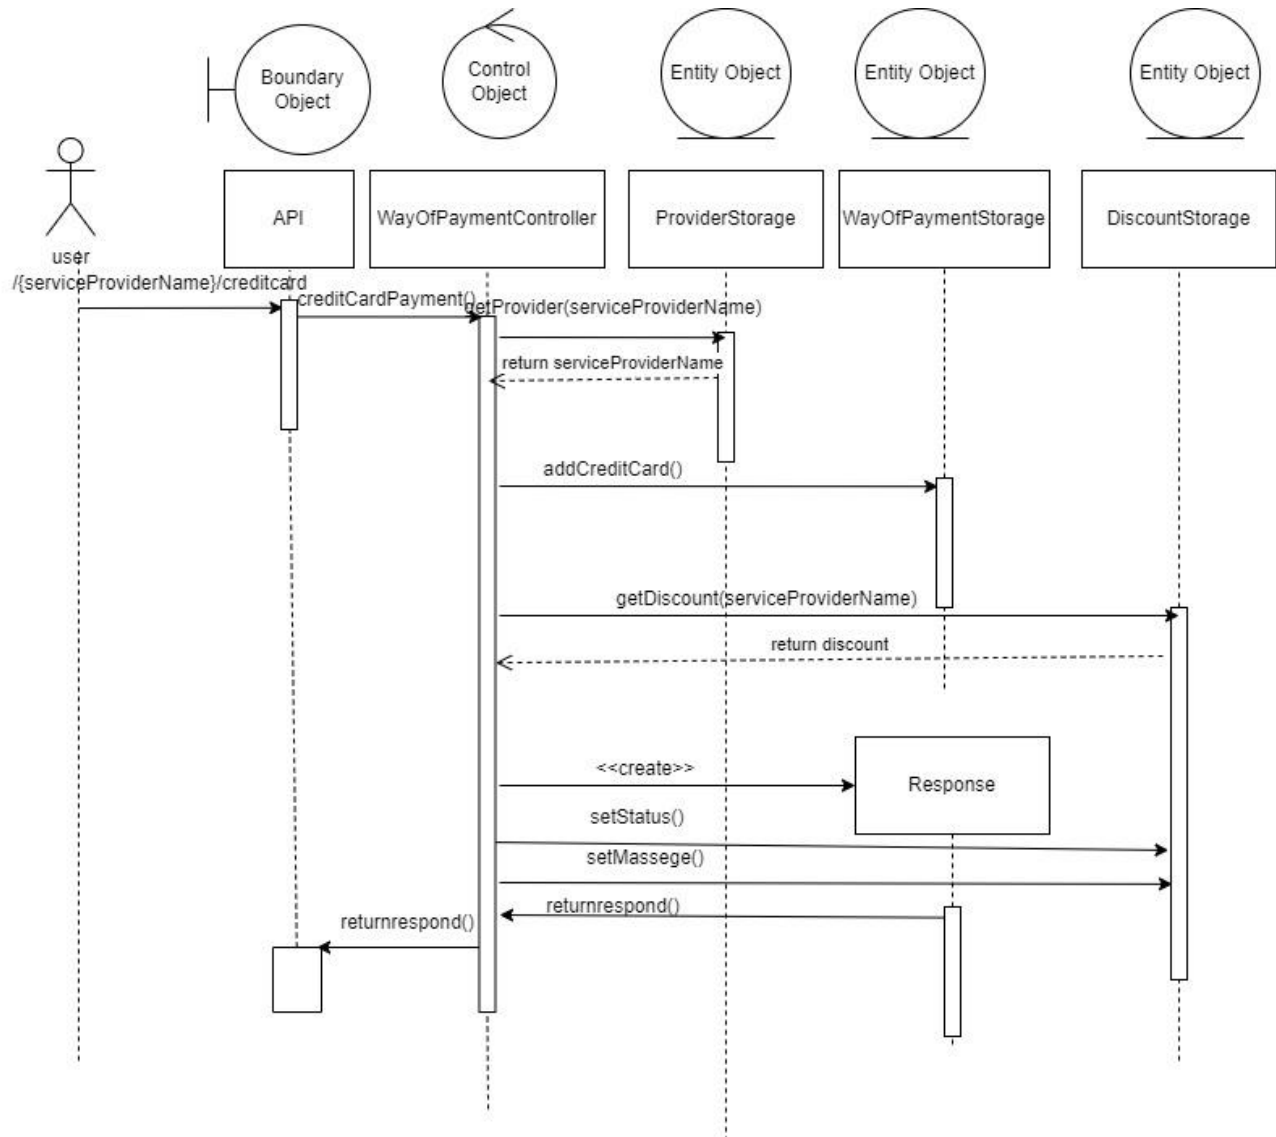 Boundary
Object
Control
Object
Entity Object
Entity Object
Entity Object
user
API
WayOfPaymentController
ProviderStorage
WayOfPaymentStorage
DiscountStorage
/{serviceProviderName}/creditcard
creditCardPayment()
getProvider(serviceProviderName)
return serviceProviderName
addCreditCard()
getDiscount(serviceProviderName)
return discount
<<create>>
Response
setStatus()
setMassege()
returnrespond()
returnrespond()